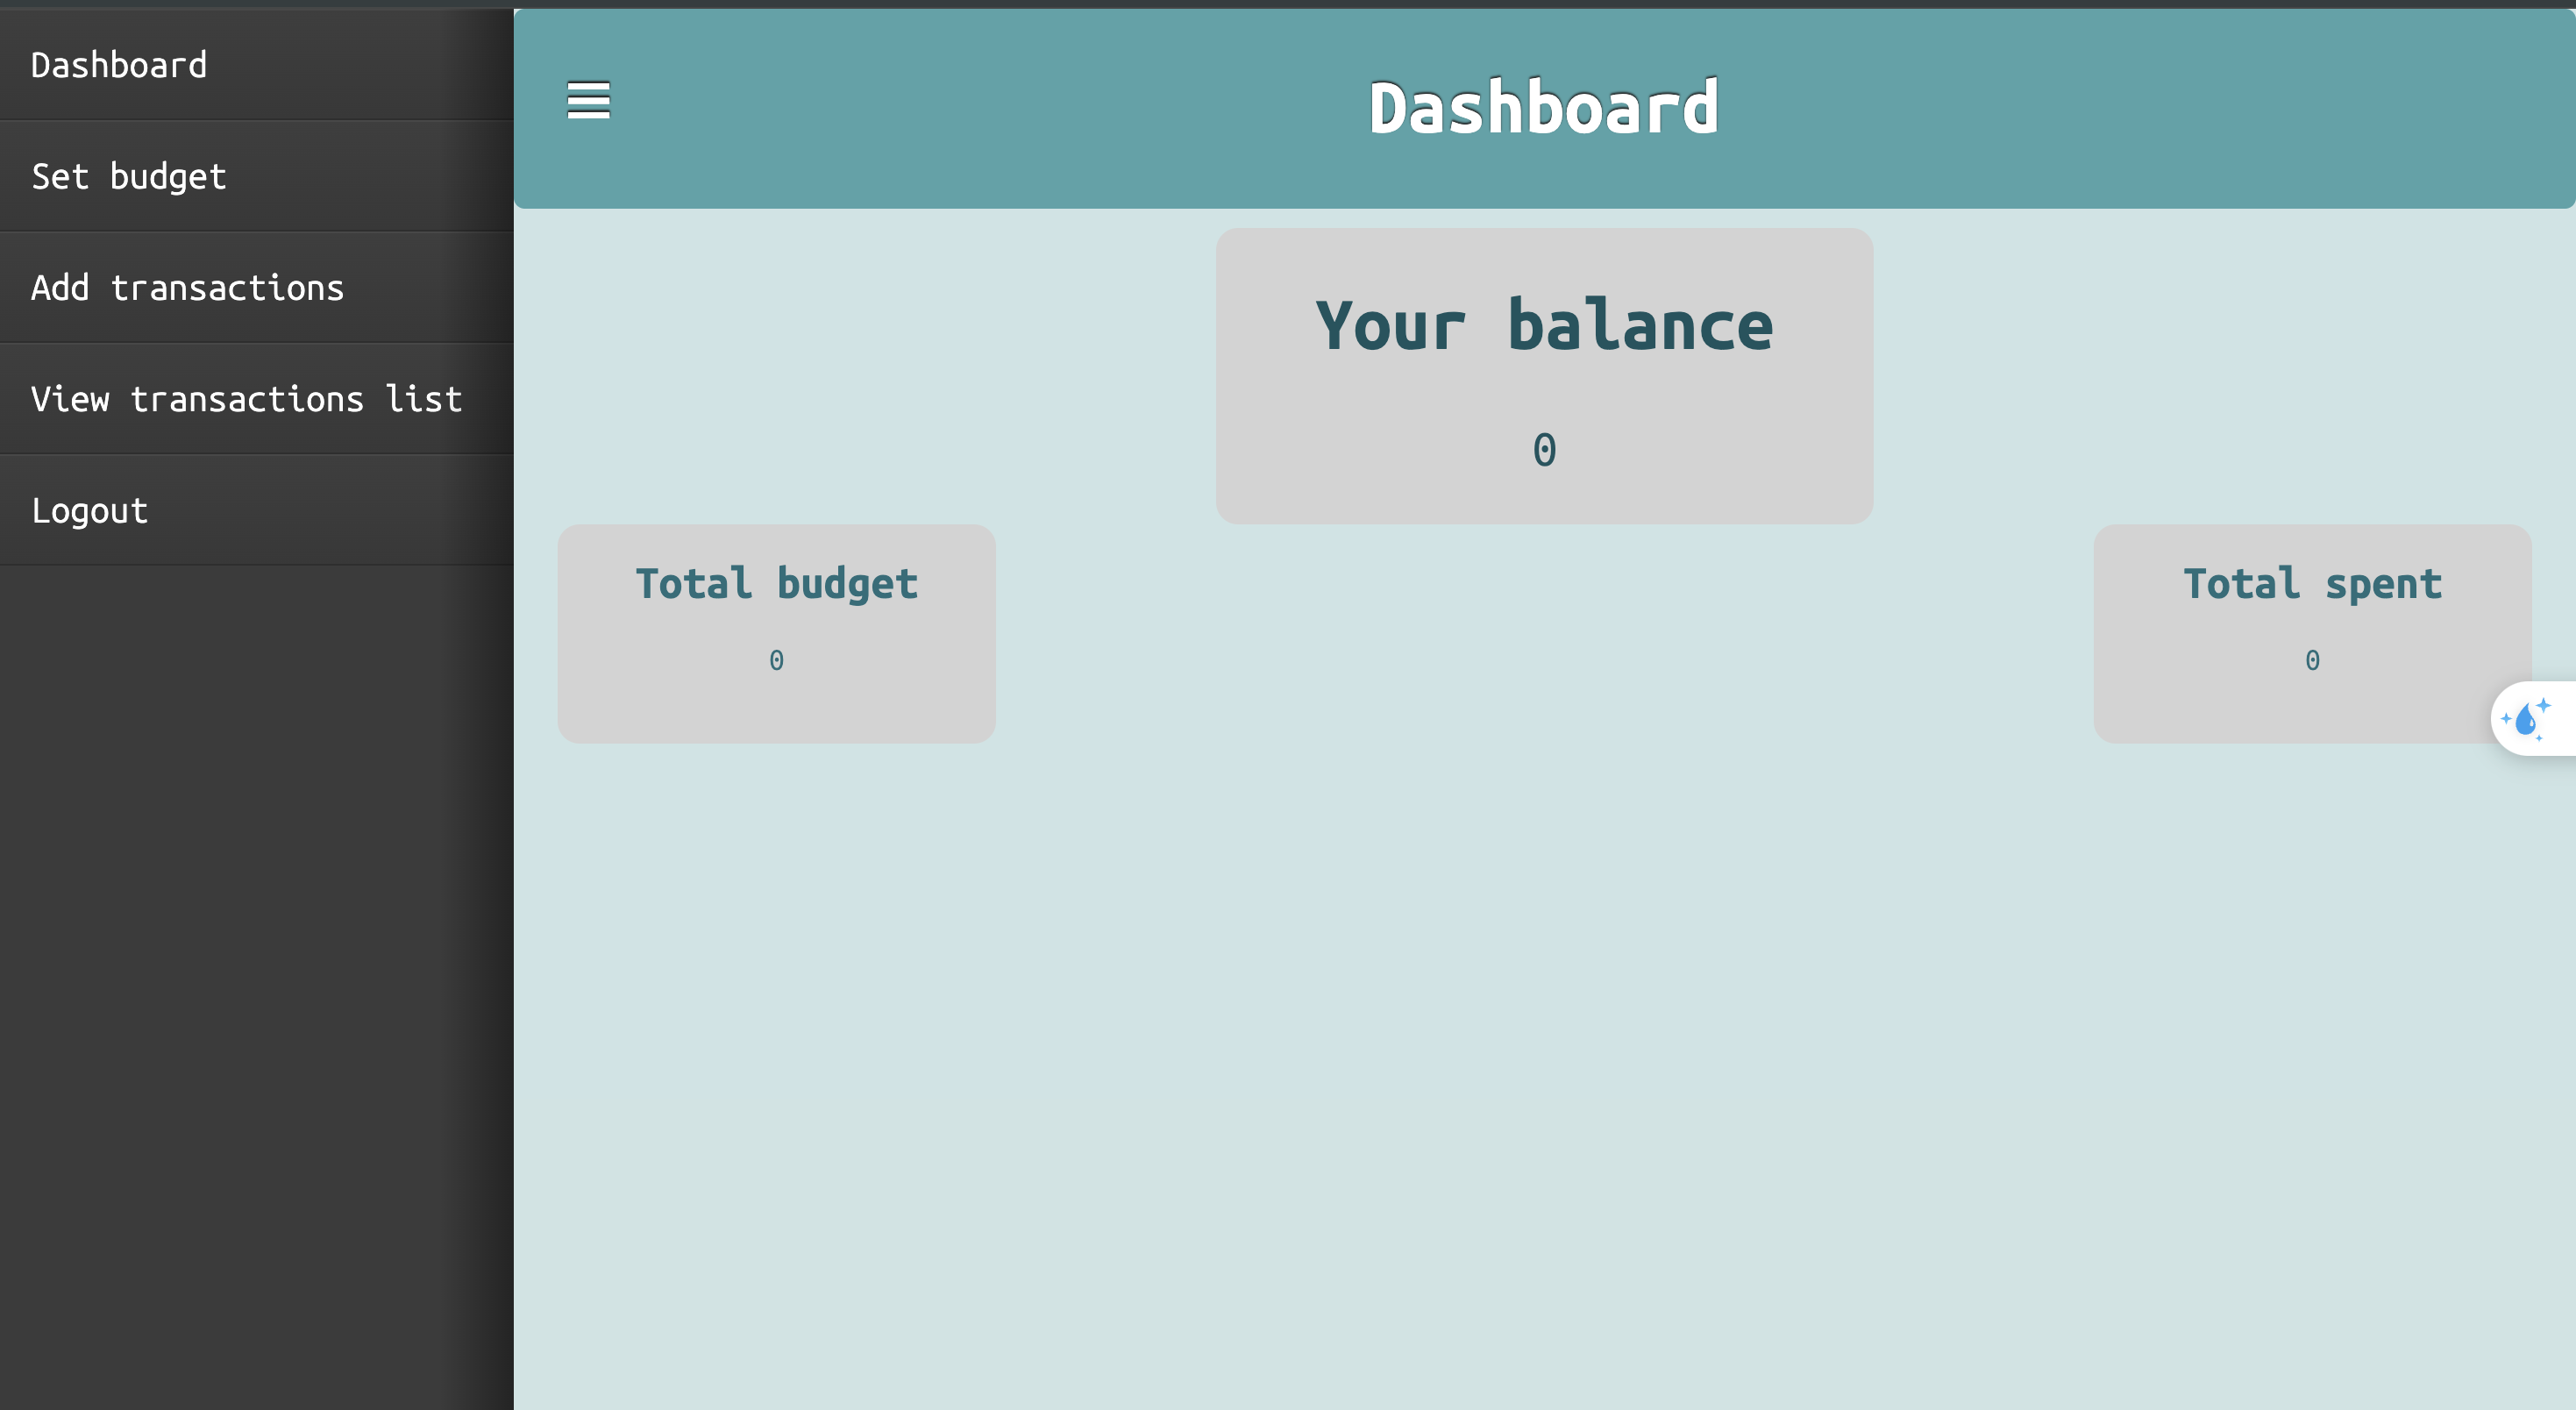 Dashboard
Set budget
Add transactions
View transactions list
Logout
Dashboard
Your balance
0
Total budget
0
Total spent
0